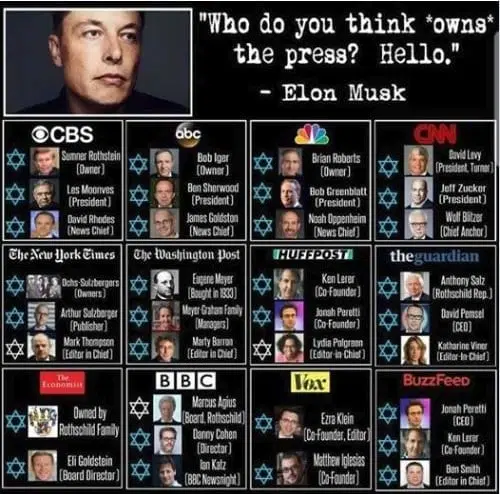 "Who do you think *owns*
the press? Hello."
- Elon Musk
CBS
abc
CNN
Sumner Rothstein
(Owner)
Les Moonves
(President)
David Rhodes
(News Chief)
Bob Iger
(Owner)
Ben Sherwood
(President)
James Goldston
(News Chief)
Brian Roberts
(Owner)
Bob Greenblatt
(President)
Noah Oppenheim
(News Chief)
David Levy
(President, Turner)
Jeff Zucker
(President)
Wolf Blitzer
(Chief Anchor)
The New York Times
The Washington Post
HUFFPOST
theguardian
Ochs-Sulzbergers
(Owners)
Arthur Sulzberger
(Publisher)
Mark Thompson
(Editor in Chief)
Eugene Meyer
(Bought in 1933)
Meyer-Graham Family
(Managers)
Marty Barron
(Editor in Chief)
Ken Lerer
(Co-Founder)
Jonah Peretti
(Co-Founder)
Lydia Polgreen
(Editor-in-Chief)
Anthony Salz
(Rothschild Rep.)
David Pemsel
(CEO)
Katharine Viner
(Editor-In-Chief)
The
Economist
BBC
Vox
BuzzFeed
Owned by
Rothschild Family
Eli Goldstein
(Board Director)
Marcus Agius
(Board, Rothschild)
Danny Cohen
(Director)
Ian Katz
(BBC Newsnight)
Ezra Klein
(Co-Founder, Editor)
Matthew Iglesias
(Co-Founder)
Jonah Peretti
(CEO)
Ken Lerer
(Co-Founder)
Ben Smith
(Editor in Chief)